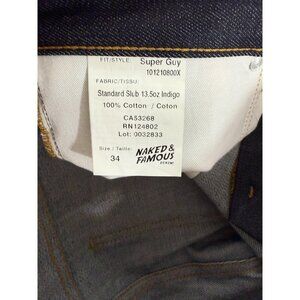 FIT/STYLE: Super Guy
101210800X
FABRIC/TISSU:
Standard Slub 13.5oz Indigo
100% Cotton / Coton
CA53268
RN124802
Lot: 0032833
Size / Taille:
34
NAKED &
FAMOUS
DENIM